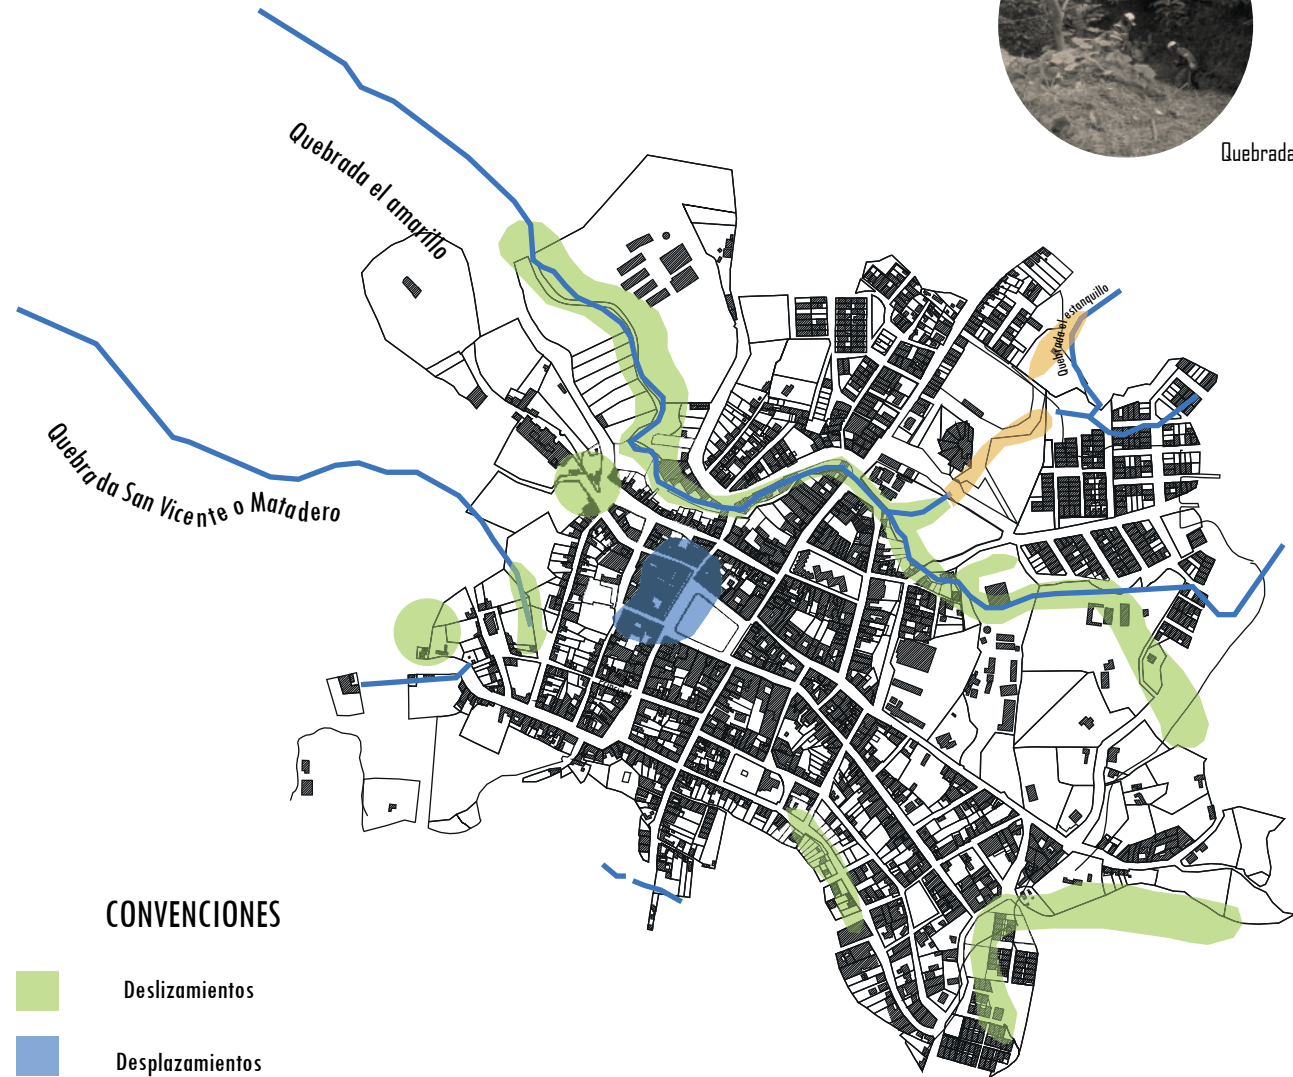 Quebrada
Quebrada el amarillo
Quebrada el estanquillo
Quebrada San Vicente o Matadero
CONVENCIONES
Deslizamientos
Desplazamientos